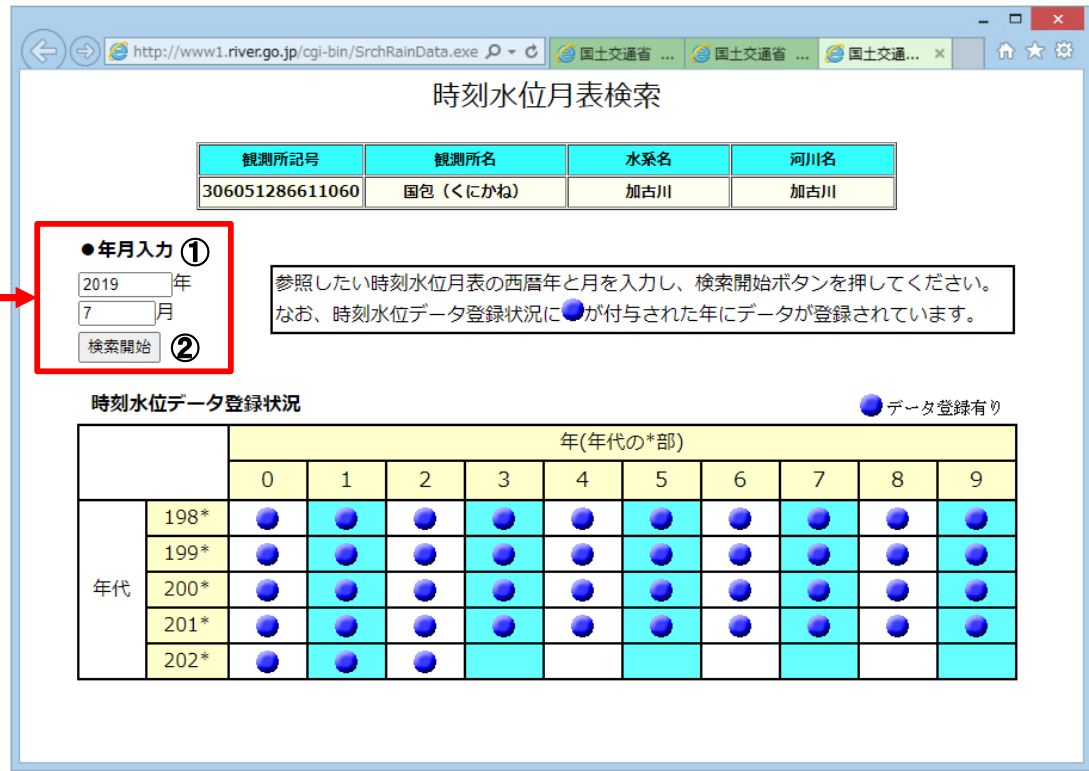 http://www1.river.go.jp/cgi-bin/SrchRainData.exe
国土交通省 ...
国土交通省 ...
国土交通...
時刻水位月表検索
観測所記号 観測所名 水系名 河川名
306051286611060 国包（くにかね） 加古川 加古川
●年月入力 ①
2019 年
7 月
検索開始 ②
参照したい時刻水位月表の西暦年と月を入力し、検索開始ボタンを押してください。
なお、時刻水位データ登録状況に●が付与された年にデータが登録されています。
時刻水位データ登録状況
●データ登録有り
年(年代の*部)
0 1 2 3 4 5 6 7 8 9
年代
198* ● ● ● ● ● ● ● ● ● ●
199* ● ● ● ● ● ● ● ● ● ●
200* ● ● ● ● ● ● ● ● ● ●
201* ● ● ● ● ● ● ● ● ● ●
202* ● ● ●